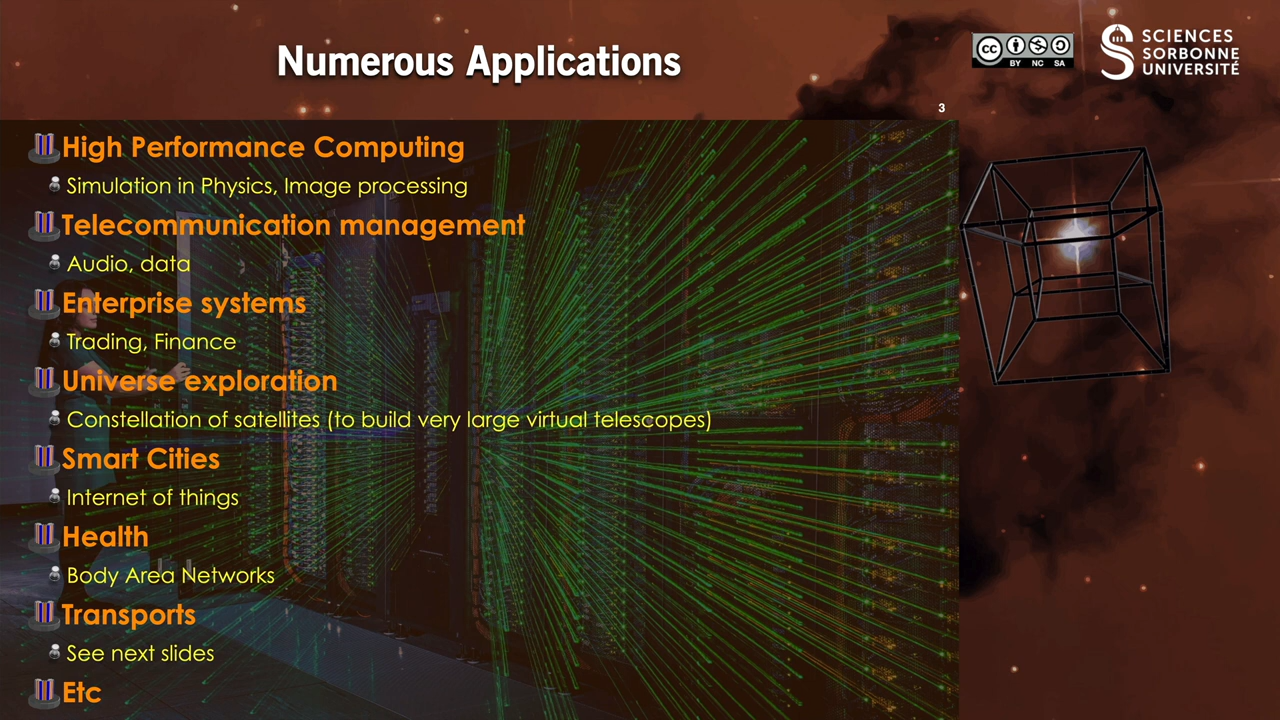 Numerous Applications
CC BY NC SA
SCIENCES
SORBONNE
UNIVERSITÉ
3
High Performance Computing
Simulation in Physics, Image processing
Telecommunication management
Audio, data
Enterprise systems
Trading, Finance
Universe exploration
Constellation of satellites (to build very large virtual telescopes)
Smart Cities
Internet of things
Health
Body Area Networks
Transports
See next slides
Etc